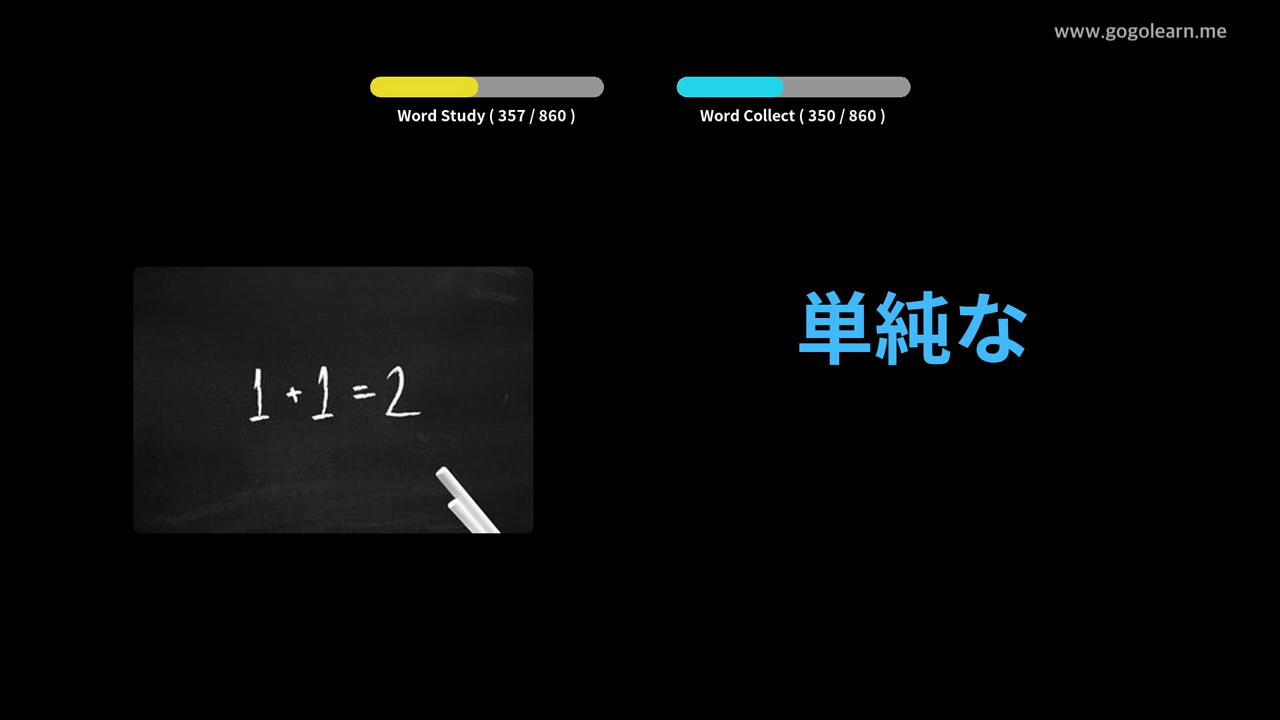 www.gogolearn.me
Word Study ( 357 / 860 )
Word Collect ( 350 / 860 )
単純な
1 + 1 = 2